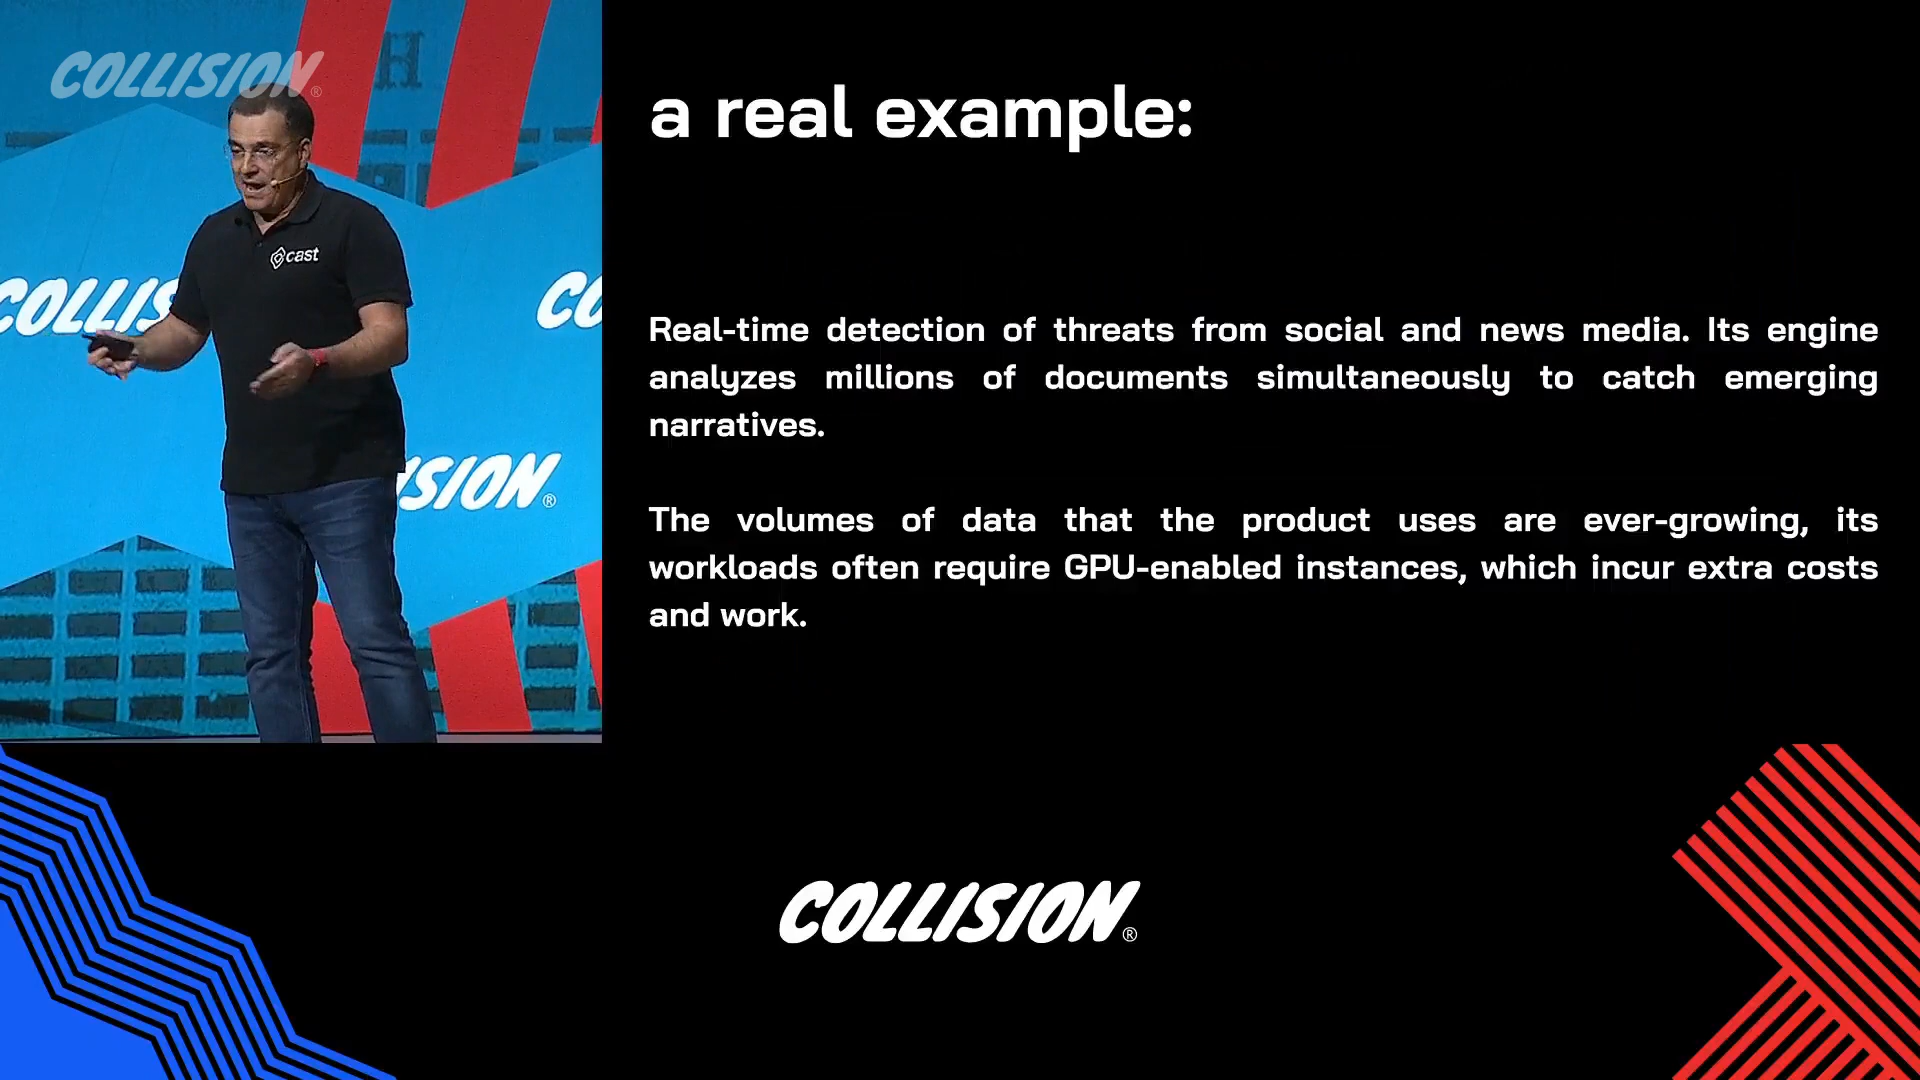 COLLISION®
a real example:
cast
COLLIS
CO
ISION®
Real-time detection of threats from social and news media. Its engine
analyzes millions of documents simultaneously to catch emerging
narratives.
The volumes of data that the product uses are ever-growing, its
workloads often require GPU-enabled instances, which incur extra costs
and work.
COLLISION®